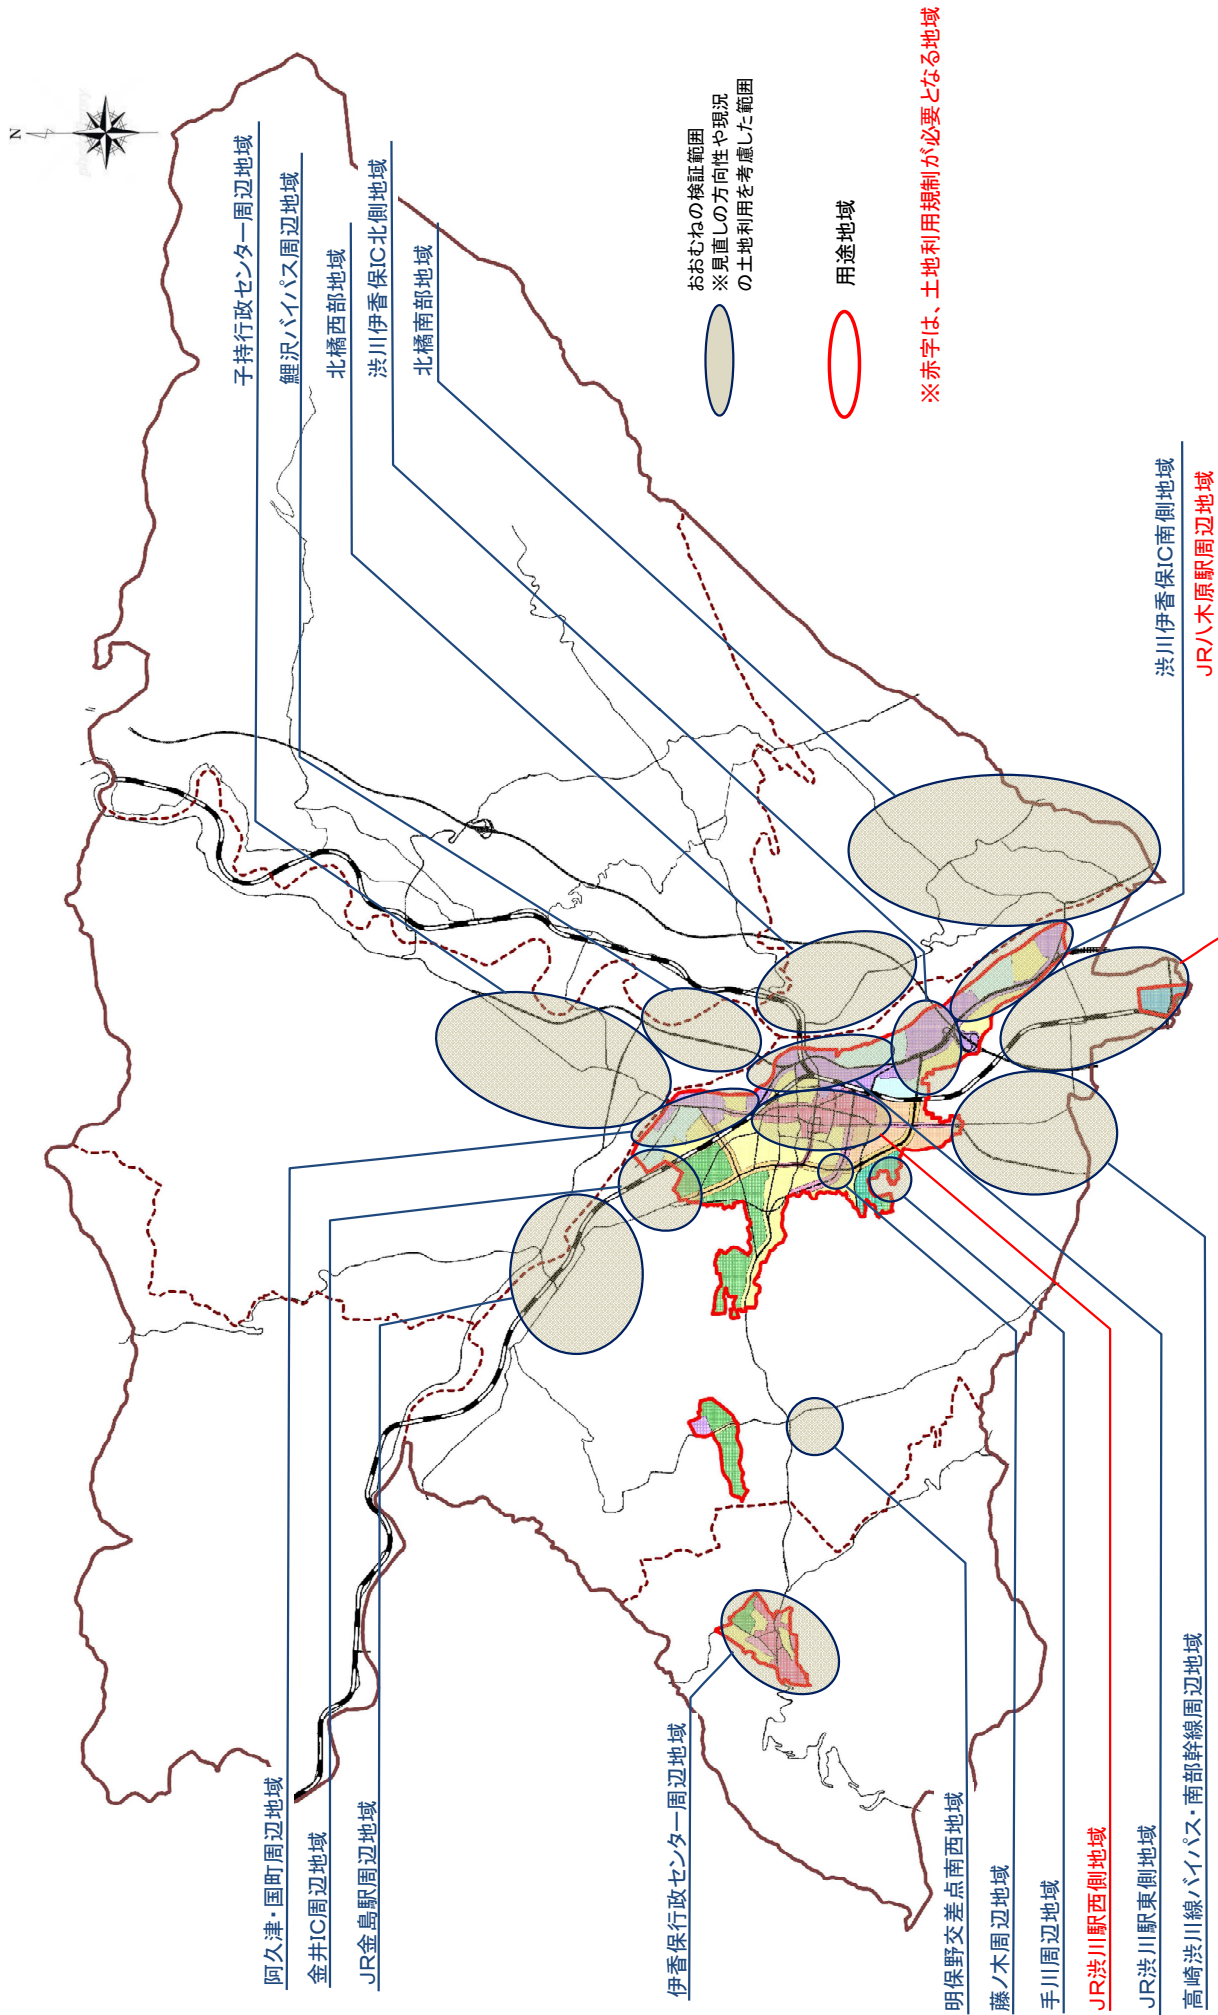 N
子持行政センター周辺地域
鯉沢バイパス周辺地域
北橘西部地域
渋川伊香保IC北側地域
北橘南部地域
おおむねの検証範囲
※見直しの方向性や現況
の土地利用を考慮した範囲
用途地域
※赤字は、土地利用規制が必要となる地域
渋川伊香保IC南側地域
JR八木原駅周辺地域
阿久津・国町周辺地域
金井IC周辺地域
JR金島駅周辺地域
伊香保行政センター周辺地域
明保野交差点南西地域
藤ノ木周辺地域
手川周辺地域
JR渋川駅西側地域
JR渋川駅東側地域
高崎渋川線バイパス・南部幹線周辺地域